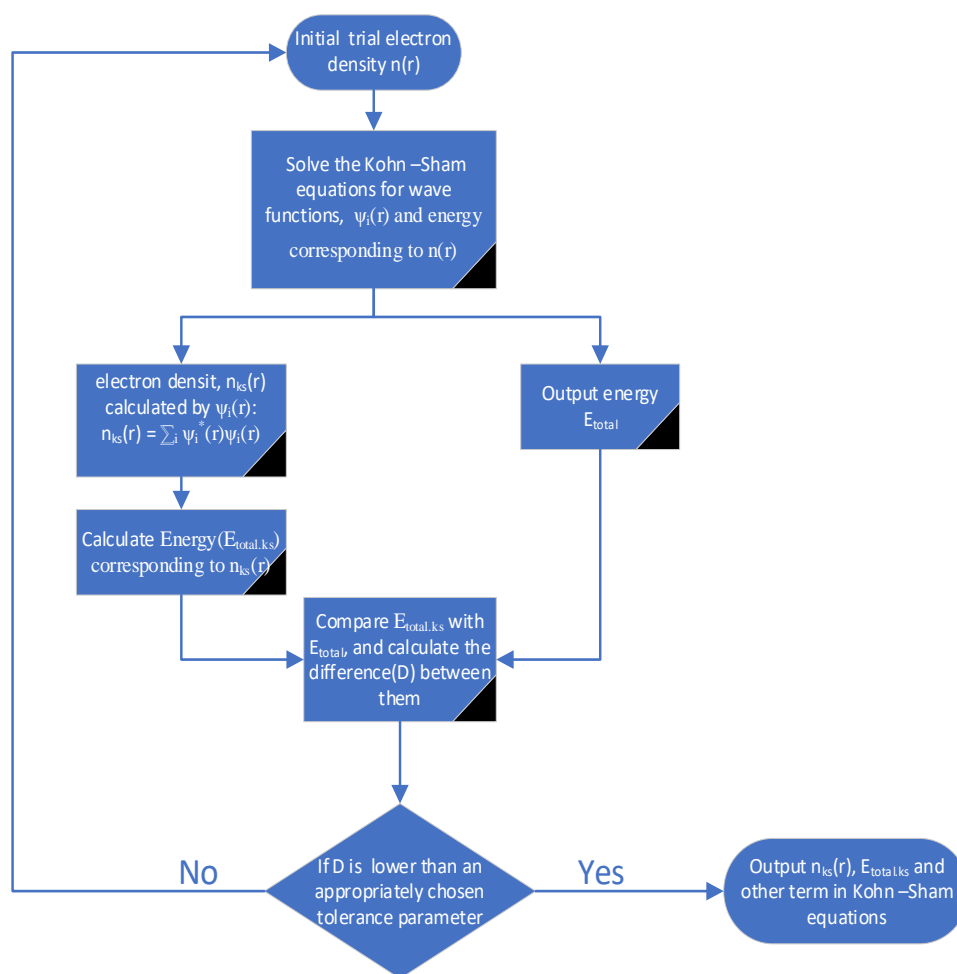 Initial trial electron
density n(r)
Solve the Kohn –Sham
equations for wave
functions, ψi(r) and energy
corresponding to n(r)
electron densit, nks(r)
calculated by ψi(r):
nks(r) = ∑i ψi*(r)ψi(r)
Output energy
Etotal
Calculate Energy(Etotal.ks)
corresponding to nks(r)
Compare Etotal.ks with
Etotal, and calculate the
difference(D) between
them
If D is lower than an
appropriately chosen
tolerance parameter
No
Yes
Output nks(r), Etotal.ks and
other term in Kohn –Sham
equations